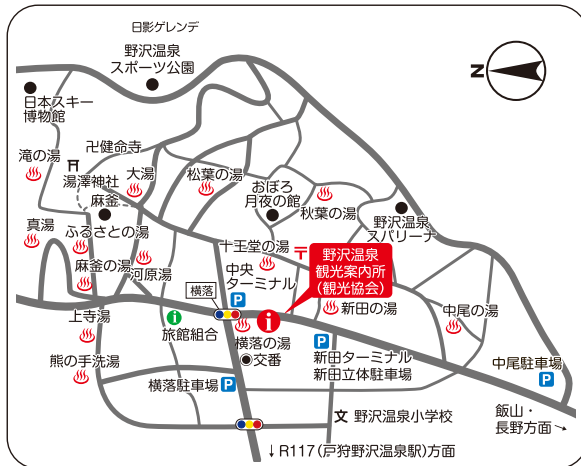 日影ゲレンデ
野沢温泉
スポーツ公園
N
日本スキー
博物館
卍健命寺
滝の湯
湯澤神社
大湯
松葉の湯
麻釜
おぼろ
月夜の館
秋葉の湯
野沢温泉
スパリーナ
真湯
ふるさとの湯
十王堂の湯
〒
野沢温泉
観光案内所
(観光協会)
麻釜の湯
河原湯
中央
ターミナル
横落
P
新田の湯
中尾の湯
上寺湯
i
旅館組合
i
横落の湯
交番
P
新田ターミナル
新田立体駐車場
中尾駐車場
P
熊の手洗湯
横落駐車場 P
文 野沢温泉小学校
飯山・
長野方面→
↓R117(戸狩野沢温泉駅)方面